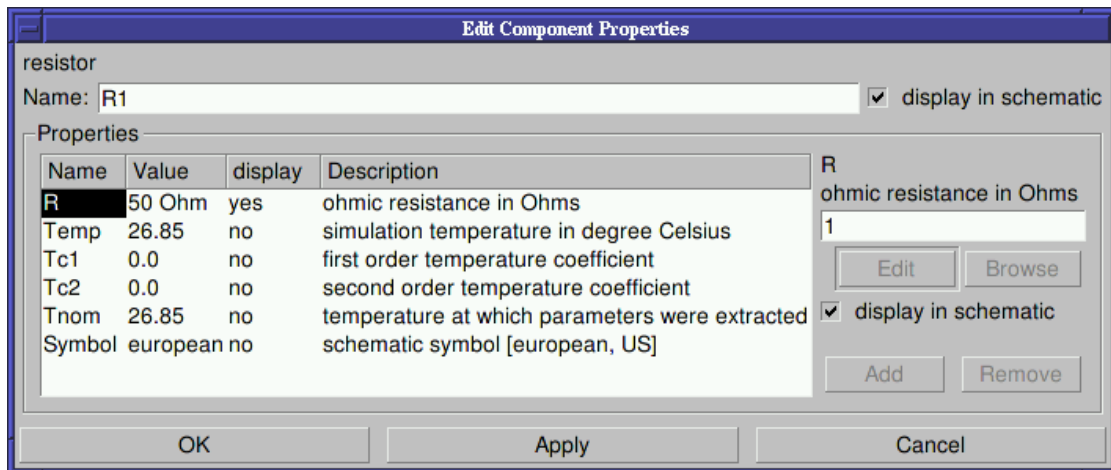 Edit Component Properties
resistor
Name: R1 display in schematic
Properties
Name Value display Description
R 50 Ohm yes ohmic resistance in Ohms
Temp 26.85 no simulation temperature in degree Celsius
Tc1 0.0 no first order temperature coefficient
Tc2 0.0 no second order temperature coefficient
Tnom 26.85 no temperature at which parameters were extracted
Symbol european no schematic symbol [european, US]
R
ohmic resistance in Ohms
1
Edit Browse
display in schematic
Add Remove
OK Apply Cancel